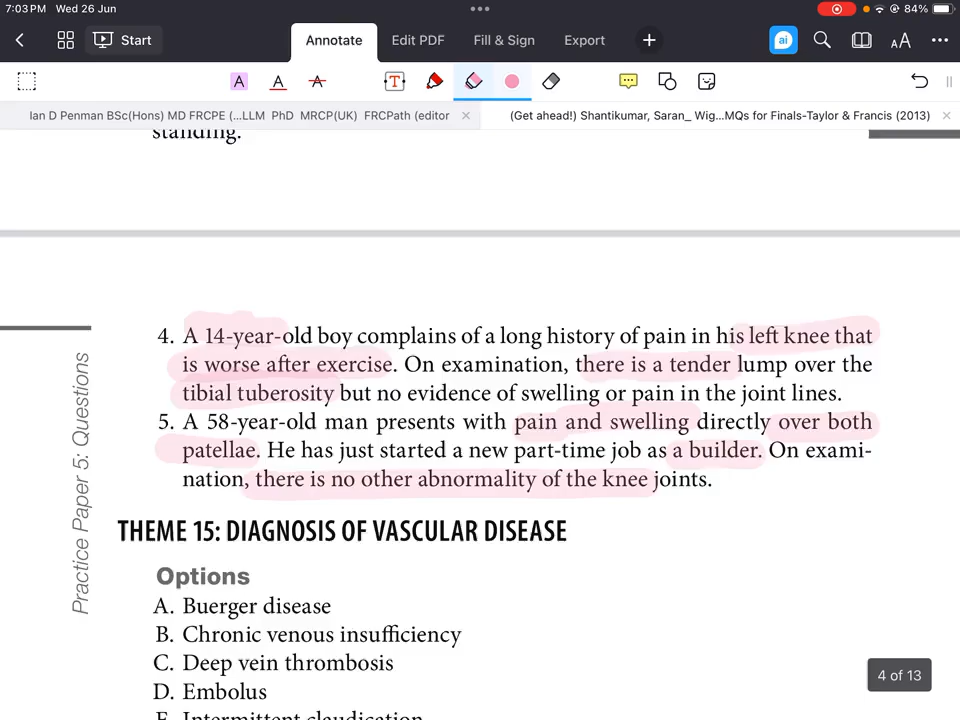 7:03 PM Wed 26 Jun
84%
Start
Annotate
Edit PDF
Fill & Sign
Export
ai
AA
A A A T
Ian D Penman BSc(Hons) MD FRCPE (...LLM PhD MRCP(UK) FRCPath (editor
(Get ahead!) Shantikumar, Saran_ Wig...MQs for Finals-Taylor & Francis (2013)
standing.
4. A 14-year-old boy complains of a long history of pain in his left knee that
is worse after exercise. On examination, there is a tender lump over the
tibial tuberosity but no evidence of swelling or pain in the joint lines.
5. A 58-year-old man presents with pain and swelling directly over both
patellae. He has just started a new part-time job as a builder. On exami-
nation, there is no other abnormality of the knee joints.
Practice Paper 5: Questions
THEME 15: DIAGNOSIS OF VASCULAR DISEASE
Options
A. Buerger disease
B. Chronic venous insufficiency
C. Deep vein thrombosis
D. Embolus
E. Intermittent claudication
4 of 13